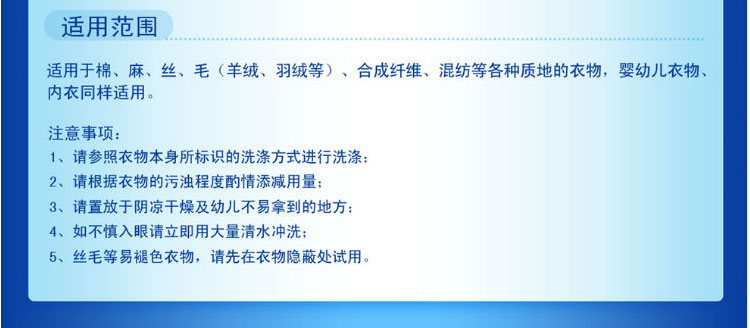 适用范围
适用于棉、麻、丝、毛（羊绒、羽绒等）、合成纤维、混纺等各种质地的衣物，婴幼儿衣物、
内衣同样适用。
注意事项：
1、请参照衣物本身所标识的洗涤方式进行洗涤；
2、请根据衣物的污浊程度酌情添减用量；
3、请置放于阴凉干燥及幼儿不易拿到的地方；
4、如不慎入眼请立即用大量清水冲洗；
5、丝毛等易褪色衣物，请先在衣物隐蔽处试用。